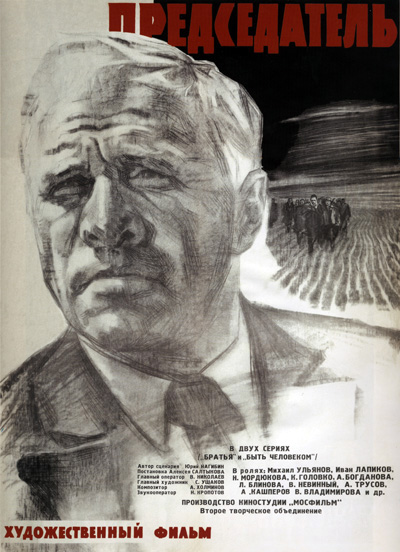 ПРЕДСЕДАТЕЛЬ
В ДВУХ СЕРИЯХ
/„БРАТЬЯ" и „БЫТЬ ЧЕЛОВЕКОМ"/
Автор сценария Юрий НАГИБИН
Постановка Алексея САЛТЫКОВА
Главный оператор В. НИКОЛАЕВ
Главный художник С. УШАКОВ
Композитор А. ХОЛМИНОВ
Звукооператор Н. КРОПОТОВ
В ролях: Михаил УЛЬЯНОВ, Иван ЛАПИКОВ,
Н. МОРДЮКОВА, К. ГОЛОВКО, А. БОГДАНОВА,
Л. БЛИНОВА, В. НЕВИННЫЙ, А. ТРУСОВ,
А. КАШПЕРОВ В. ВЛАДИМИРОВА и др.
ПРОИЗВОДСТВО КИНОСТУДИИ „МОСФИЛЬМ"
Второе творческое объединение
ХУДОЖЕСТВЕННЫЙ ФИЛЬМ